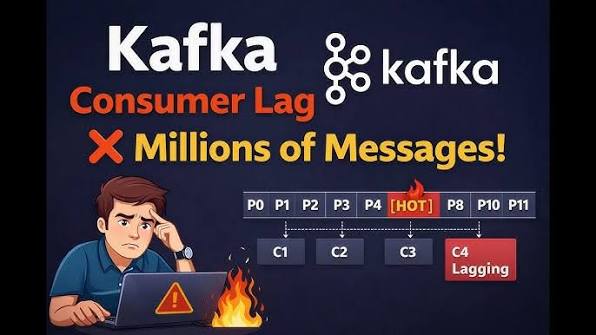 Kafka
kafka
Consumer Lag
❌ Millions of Messages!
P0 P1 P2 P3 P4 [HOT] P8 P10 P11
C1 C2 C3 C4
Lagging